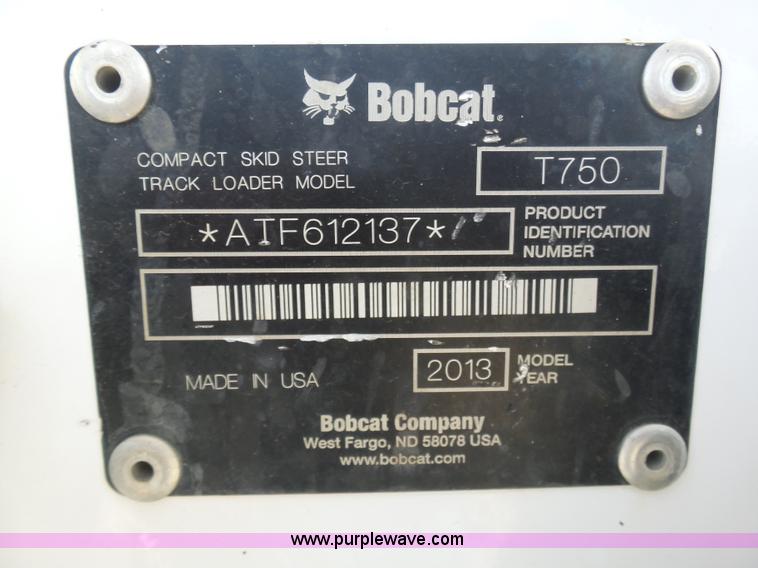 Bobcat
COMPACT SKID STEER
TRACK LOADER MODEL
T750
*ATF612137*
PRODUCT
IDENTIFICATION
NUMBER
MADE IN USA
2013
MODEL
YEAR
Bobcat Company
West Fargo, ND 58078 USA
www.bobcat.com
www.purplewave.com